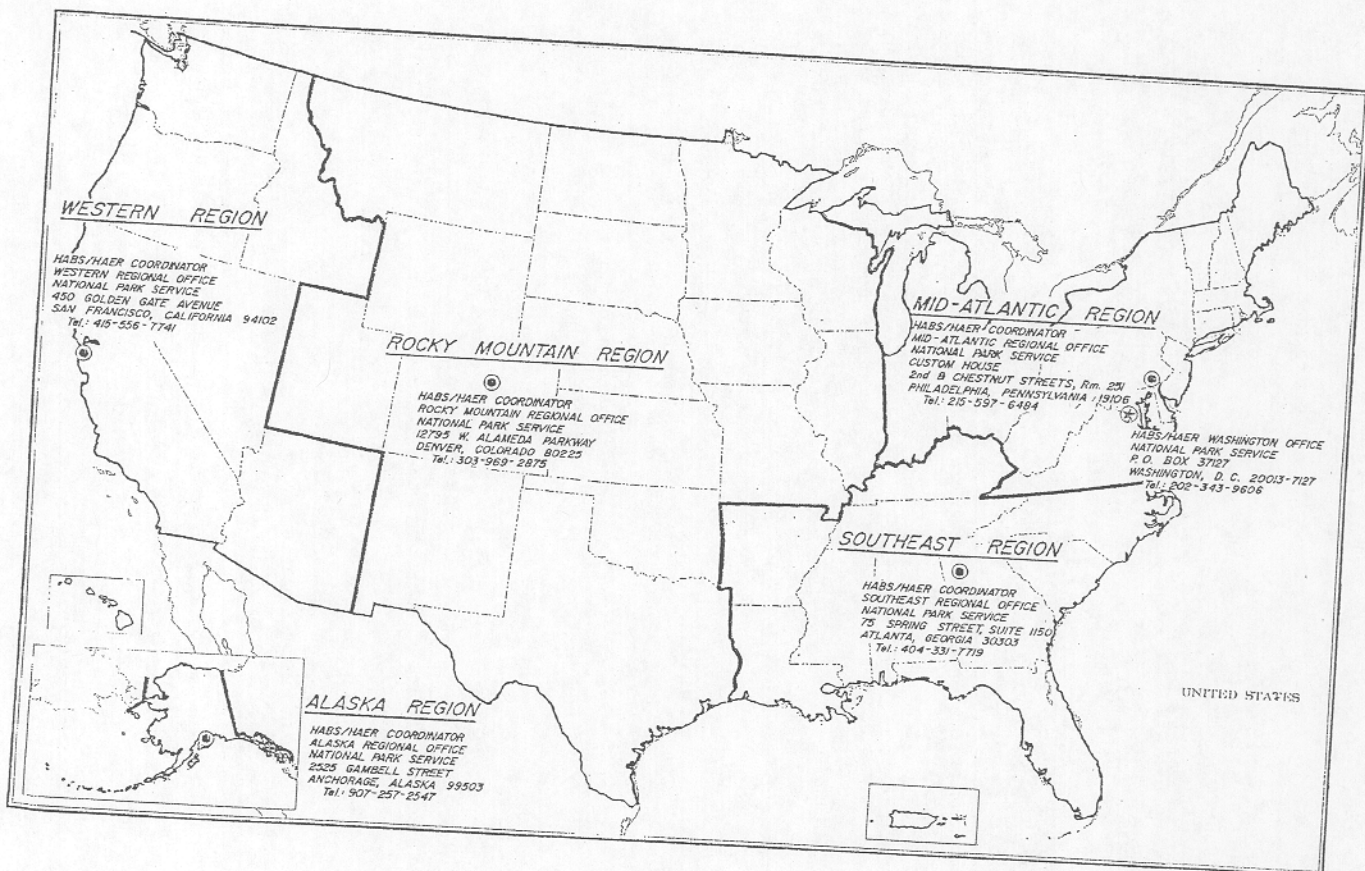 WESTERN REGION
HABS/HAER COORDINATOR
WESTERN REGIONAL OFFICE
NATIONAL PARK SERVICE
450 GOLDEN GATE AVENUE
SAN FRANCISCO, CALIFORNIA 94102
Tel.: 415-556-7741
ROCKY MOUNTAIN REGION
HABS/HAER COORDINATOR
ROCKY MOUNTAIN REGIONAL OFFICE
NATIONAL PARK SERVICE
12795 W. ALAMEDA PARKWAY
DENVER, COLORADO 80225
Tel.: 303-969-2875
MID-ATLANTIC REGION
HABS/HAER COORDINATOR
MID-ATLANTIC REGIONAL OFFICE
NATIONAL PARK SERVICE
CUSTOM HOUSE
2nd & CHESTNUT STREETS, Rm. 251
PHILADELPHIA, PENNSYLVANIA 19106
Tel.: 215-597-6484
HABS/HAER WASHINGTON OFFICE
NATIONAL PARK SERVICE
P.O. BOX 37127
WASHINGTON, D.C. 20013-7127
Tel.: 202-343-9606
SOUTHEAST REGION
HABS/HAER COORDINATOR
SOUTHEAST REGIONAL OFFICE
NATIONAL PARK SERVICE
75 SPRING STREET, SUITE 1150
ATLANTA, GEORGIA 30303
Tel.: 404-331-7719
ALASKA REGION
HABS/HAER COORDINATOR
ALASKA REGIONAL OFFICE
NATIONAL PARK SERVICE
2525 GAMBELL STREET
ANCHORAGE, ALASKA 99503
Tel.: 907-257-2547
UNITED STATES